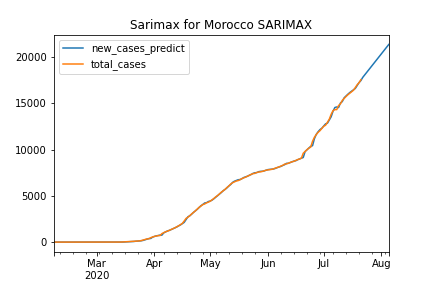 Sarimax for Morocco SARIMAX
new_cases_predict
total_cases
20000
15000
10000
5000
0
Mar Apr May Jun Jul Aug
2020